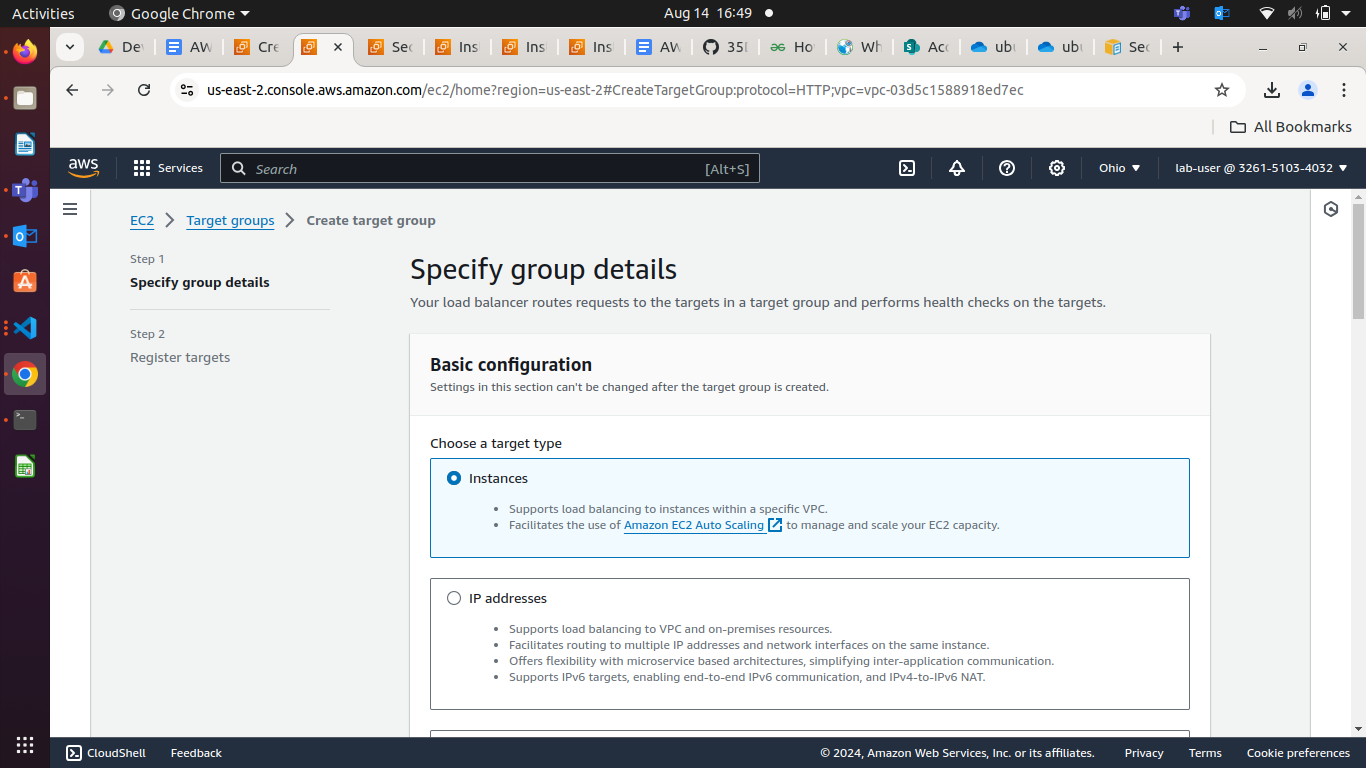 Activities Google Chrome Aug 14 16:49
Dev AW Cre Sec Ins Ins Ins AW 35 Ho Wh Acc ubu ubu Sec
us-east-2.console.aws.amazon.com/ec2/home?region=us-east-2#CreateTargetGroup:protocol=HTTP;vpc=vpc-03d5c1588918ed7ec
All Bookmarks
aws Services Search [Alt+S] Ohio lab-user @ 3261-5103-4032
EC2 Target groups Create target group
Step 1
Specify group details
Step 2
Register targets
Specify group details
Your load balancer routes requests to the targets in a target group and performs health checks on the targets.
Basic configuration
Settings in this section can't be changed after the target group is created.
Choose a target type
Instances
• Supports load balancing to instances within a specific VPC.
• Facilitates the use of Amazon EC2 Auto Scaling to manage and scale your EC2 capacity.
IP addresses
• Supports load balancing to VPC and on-premises resources.
• Facilitates routing to multiple IP addresses and network interfaces on the same instance.
• Offers flexibility with microservice based architectures, simplifying inter-application communication.
• Supports IPv6 targets, enabling end-to-end IPv6 communication, and IPv4-to-IPv6 NAT.
CloudShell Feedback © 2024, Amazon Web Services, Inc. or its affiliates. Privacy Terms Cookie preferences